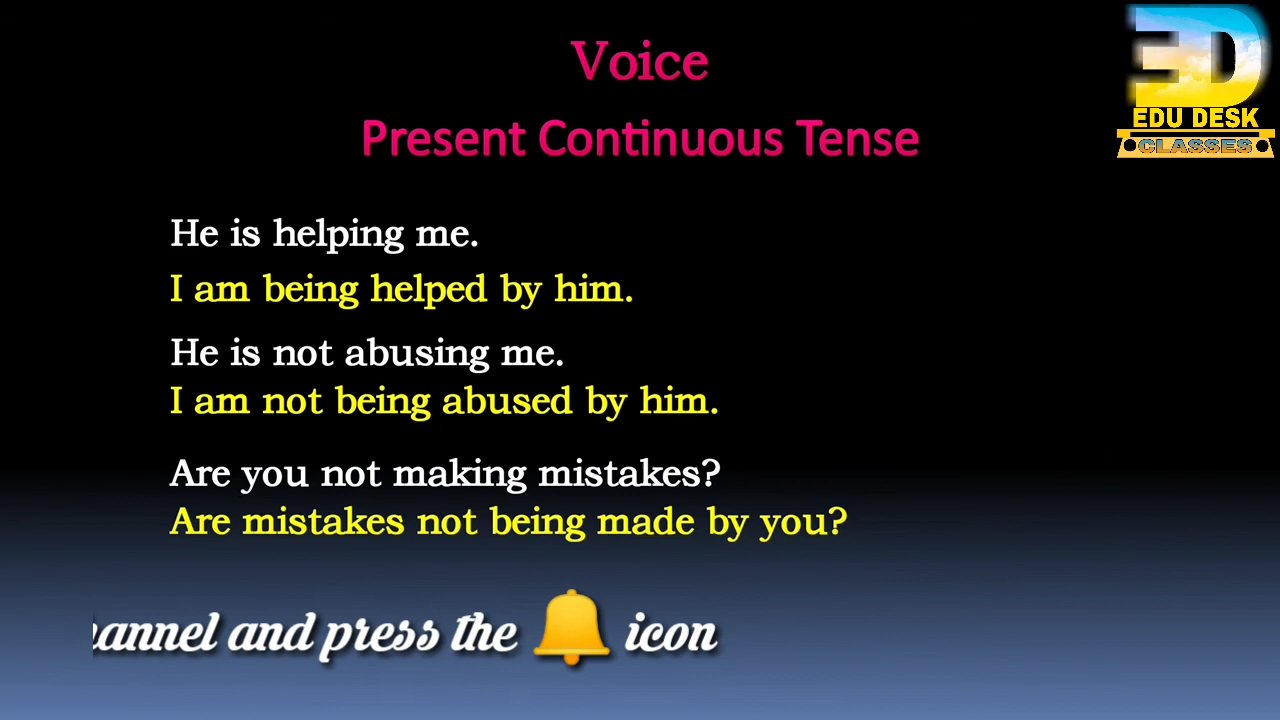 Voice
Present Continuous Tense
EDU DESK
CLASSES
He is helping me.
I am being helped by him.
He is not abusing me.
I am not being abused by him.
Are you not making mistakes?
Are mistakes not being made by you?
and press the 🔔 icon